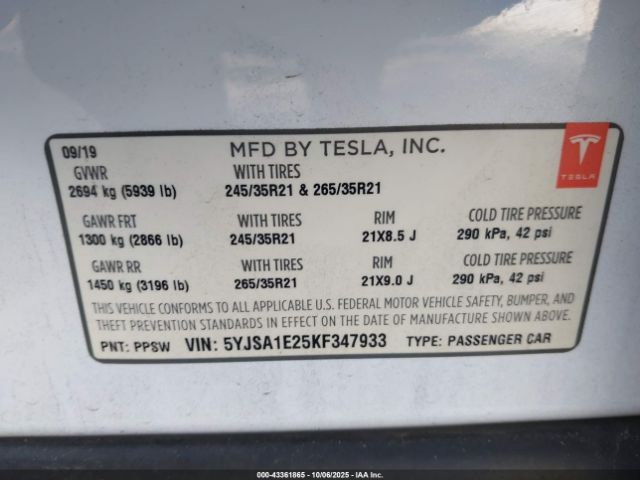 09/19 MFD BY TESLA, INC.
TESLA
GVWR WITH TIRES
2694 kg (5939 lb) 245/35R21 & 265/35R21
GAWR FRT WITH TIRES RIM COLD TIRE PRESSURE
1300 kg (2866 lb) 245/35R21 21X8.5 J 290 kPa, 42 psi
GAWR RR WITH TIRES RIM COLD TIRE PRESSURE
1450 kg (3196 lb) 265/35R21 21X9.0 J 290 kPa, 42 psi
THIS VEHICLE CONFORMS TO ALL APPLICABLE U.S. FEDERAL MOTOR VEHICLE SAFETY, BUMPER, AND
THEFT PREVENTION STANDARDS IN EFFECT ON THE DATE OF MANUFACTURE SHOWN ABOVE.
PNT: PPSW VIN: 5YJSA1E25KF347933 TYPE: PASSENGER CAR
000-43361865 - 10/06/2025 - IAA Inc.